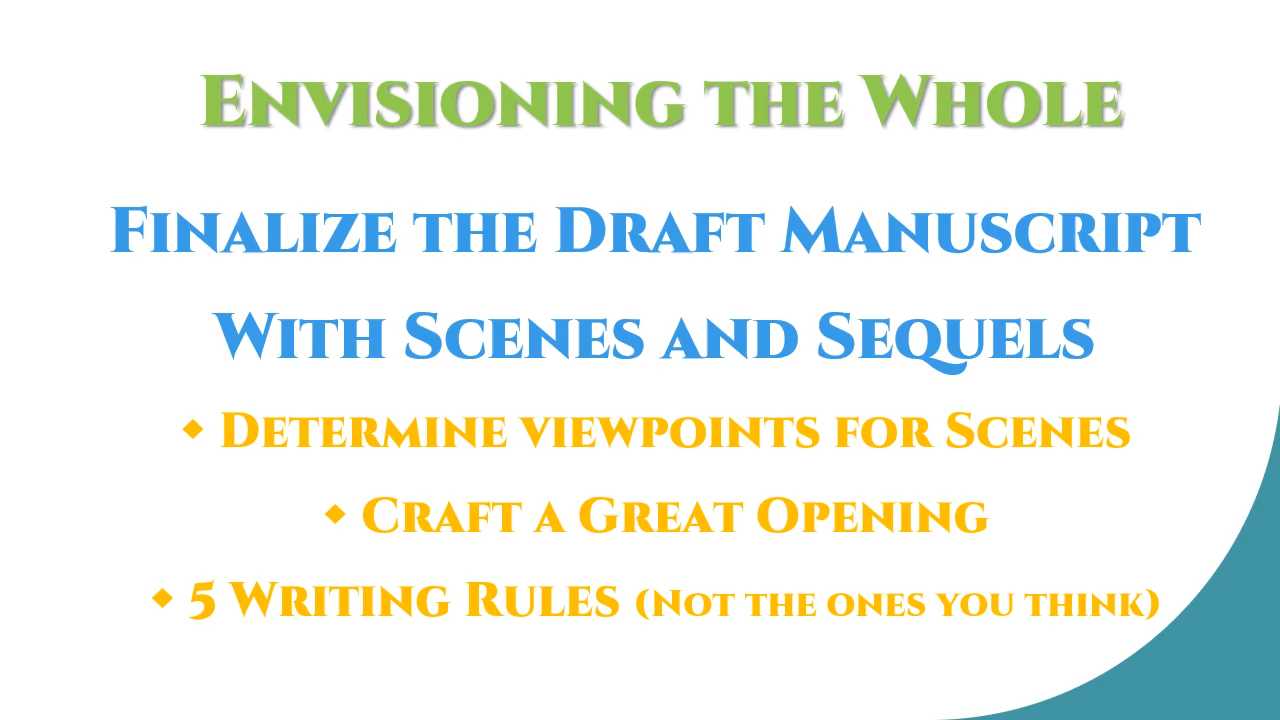 Envisioning the Whole
Finalize the Draft Manuscript
With Scenes and Sequels
◆ Determine viewpoints for Scenes
◆ Craft a Great Opening
◆ 5 Writing Rules (Not the ones you think)